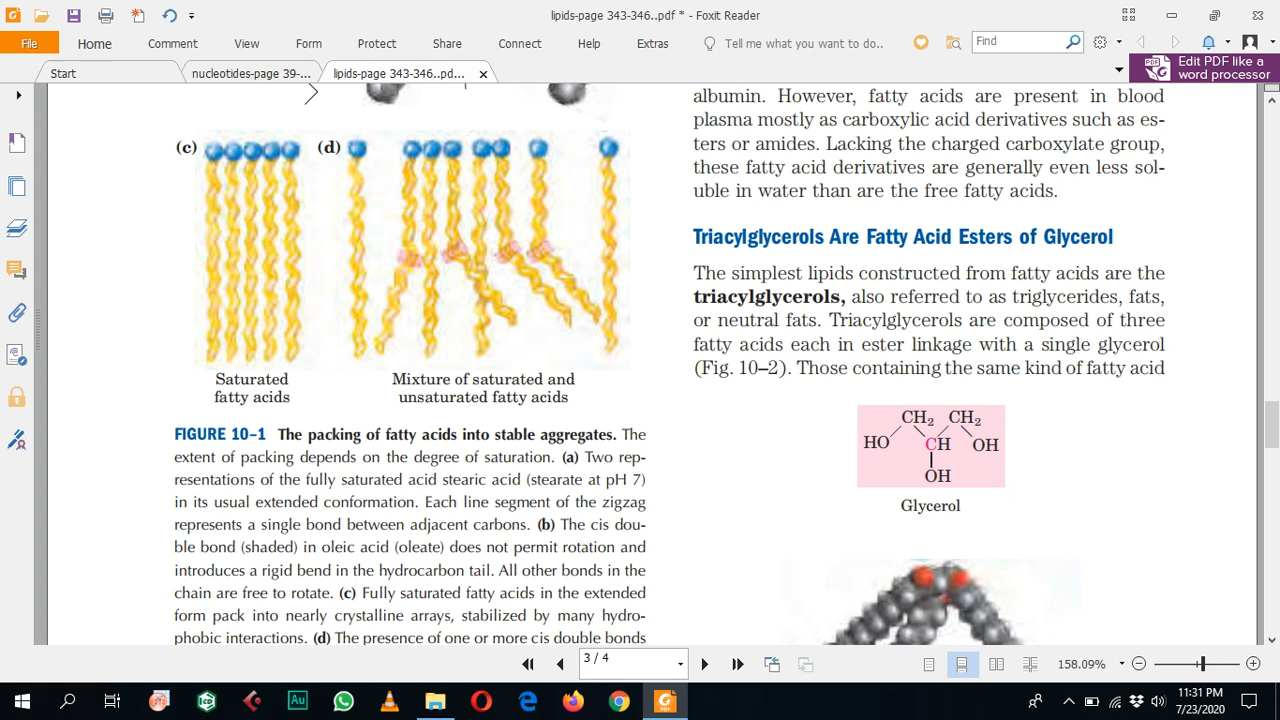 lipids-page 343-346..pdf * - Foxit Reader
File
Home
Comment
View
Form
Protect
Share
Connect
Help
Extras
Tell me what you want to do..
Find
Start
nucleotides-page 39-...
lipids-page 343-346..pd...
Edit PDF like a
word processor
(c)
(d)
Saturated
fatty acids
Mixture of saturated and
unsaturated fatty acids
FIGURE 10–1 The packing of fatty acids into stable aggregates. The
extent of packing depends on the degree of saturation. (a) Two rep-
resentations of the fully saturated acid stearic acid (stearate at pH 7)
in its usual extended conformation. Each line segment of the zigzag
represents a single bond between adjacent carbons. (b) The cis dou-
ble bond (shaded) in oleic acid (oleate) does not permit rotation and
introduces a rigid bend in the hydrocarbon tail. All other bonds in the
chain are free to rotate. (c) Fully saturated fatty acids in the extended
form pack into nearly crystalline arrays, stabilized by many hydro-
phobic interactions. (d) The presence of one or more cis double bonds
albumin. However, fatty acids are present in blood
plasma mostly as carboxylic acid derivatives such as es-
ters or amides. Lacking the charged carboxylate group,
these fatty acid derivatives are generally even less sol-
uble in water than are the free fatty acids.
Triacylglycerols Are Fatty Acid Esters of Glycerol
The simplest lipids constructed from fatty acids are the
triacylglycerols, also referred to as triglycerides, fats,
or neutral fats. Triacylglycerols are composed of three
fatty acids each in ester linkage with a single glycerol
(Fig. 10–2). Those containing the same kind of fatty acid
CH2 CH2
HO CH OH
OH
Glycerol
3 / 4
158.09%
11:31 PM
7/23/2020